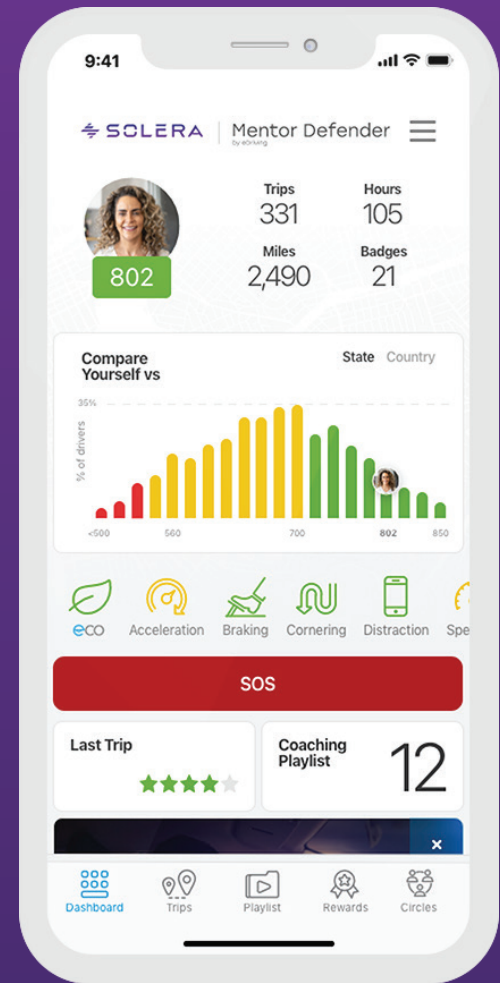 9:41
SOLERA
Mentor Defender
by eDriving
Trips
331
Hours
105
Miles
2,490
Badges
21
802
Compare
Yourself vs
State Country
35%
% of drivers
<500 560 700 802 850
eco Acceleration Braking Cornering Distraction Spe
SOS
Last Trip
Coaching
Playlist
12
×
Dashboard Trips Playlist Rewards Circles